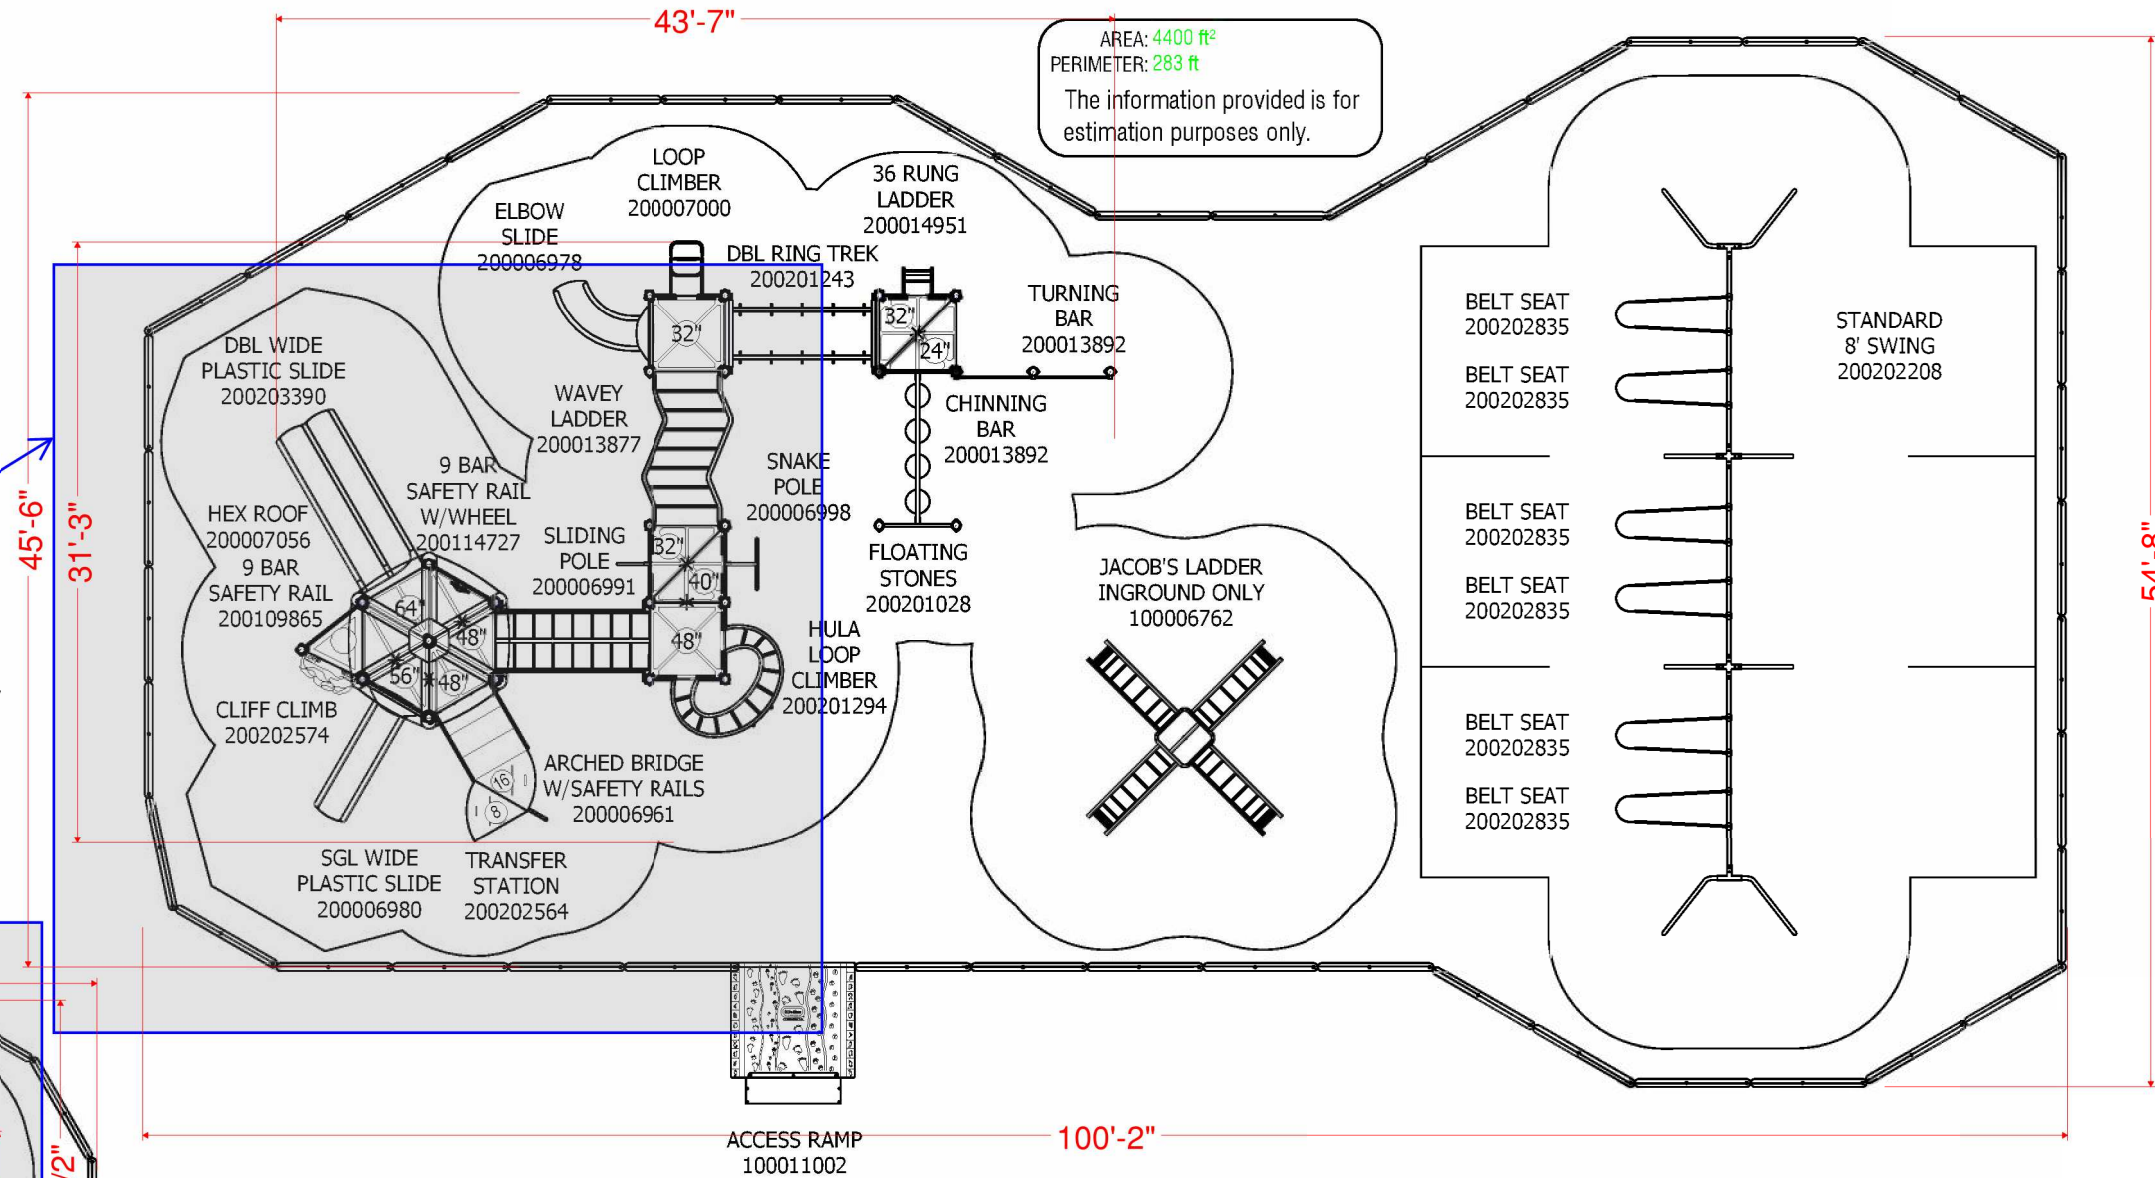 43'-7"
AREA: 4400 ft²
PERIMETER: 283 ft
The information provided is for
estimation purposes only.
LOOP
CLIMBER
200007000
36 RUNG
LADDER
200014951
ELBOW
SLIDE
200006978
DBL RING TREK
200201243
TURNING
BAR
200013892
BELT SEAT
200202835
STANDARD
8' SWING
200202208
32"
32"
24"
DBL WIDE
PLASTIC SLIDE
200203390
BELT SEAT
200202835
WAVEY
LADDER
200013877
CHINNING
BAR
200013892
9 BAR
SAFETY RAIL
W/WHEEL
200114727
SNAKE
POLE
200006998
45'-6"
31'-3"
HEX ROOF
200007056
9 BAR
SAFETY RAIL
200109865
SLIDING
POLE
200006991
32"
40"
FLOATING
STONES
200201028
JACOB'S LADDER
INGROUND ONLY
100006762
BELT SEAT
200202835
54'-8"
BELT SEAT
200202835
64"
48"
56"
48"
48"
HULA
LOOP
CLIMBER
200201294
CLIFF CLIMB
200202574
BELT SEAT
200202835
ARCHED BRIDGE
W/SAFETY RAILS
200006961
16
8
BELT SEAT
200202835
SGL WIDE
PLASTIC SLIDE
200006980
TRANSFER
STATION
200202564
100'-2"
ACCESS RAMP
100011002
/2"